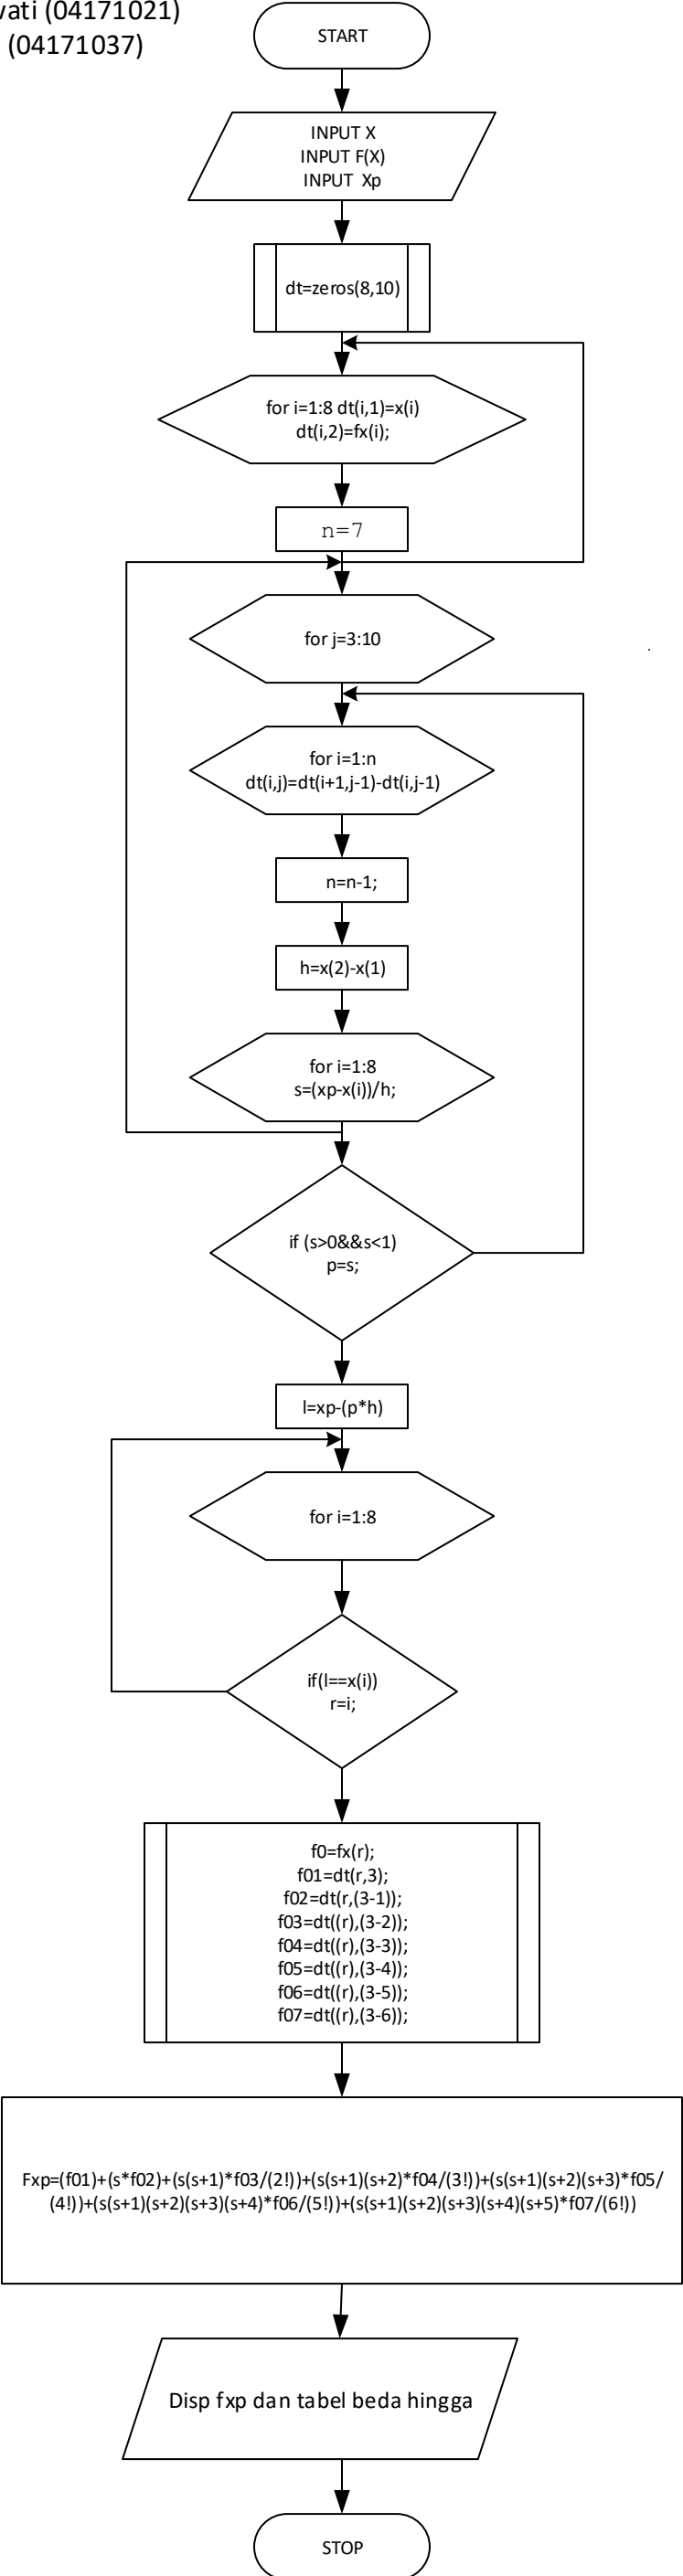 (04171021)
(04171037)
START
INPUT X
INPUT F(X)
INPUT Xp
dt=zeros(8,10)
for i=1:8 dt(i,1)=x(i)
dt(i,2)=fx(i);
n=7
for j=3:10
for i=1:n
dt(i,j)=dt(i+1,j-1)-dt(i,j-1)
n=n-1;
h=x(2)-x(1)
for i=1:8
s=(xp-x(i))/h;
if (s>0&&s<1)
p=s;
l=xp-(p*h)
for i=1:8
if(l==x(i))
r=i;
f0=fx(r);
f01=dt(r,3);
f02=dt(r,(3-1));
f03=dt((r),(3-2));
f04=dt((r),(3-3));
f05=dt((r),(3-4));
f06=dt((r),(3-5));
f07=dt((r),(3-6));
Fxp=(f01)+(s*f02)+(s(s+1)*f03/(2!))+(s(s+1)(s+2)*f04/(3!))+(s(s+1)(s+2)(s+3)*f05/
(4!))+(s(s+1)(s+2)(s+3)(s+4)*f06/(5!))+(s(s+1)(s+2)(s+3)(s+4)(s+5)*f07/(6!))
Disp fxp dan tabel beda hingga
STOP